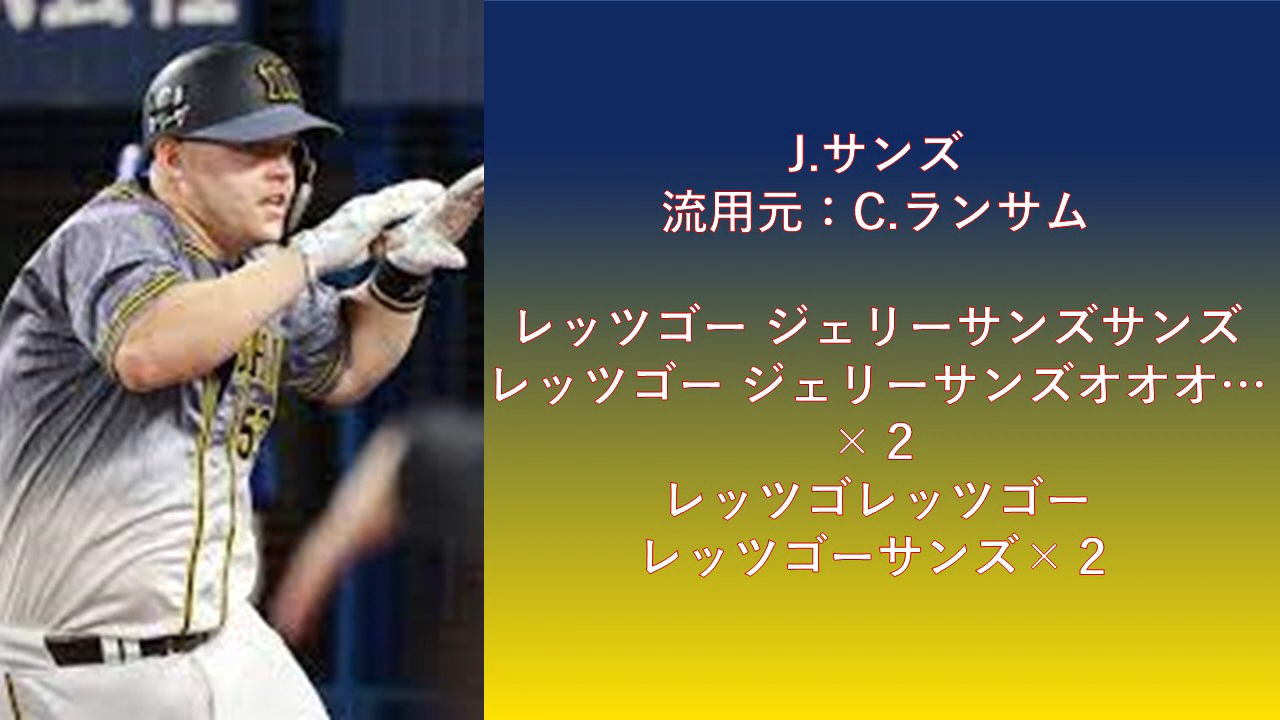 J.サンズ
流用元：C.ランサム
レッツゴー ジェリーサンズサンズ
レッツゴー ジェリーサンズオオオ…
× 2
レッツゴレッツゴー
レッツゴーサンズ× 2